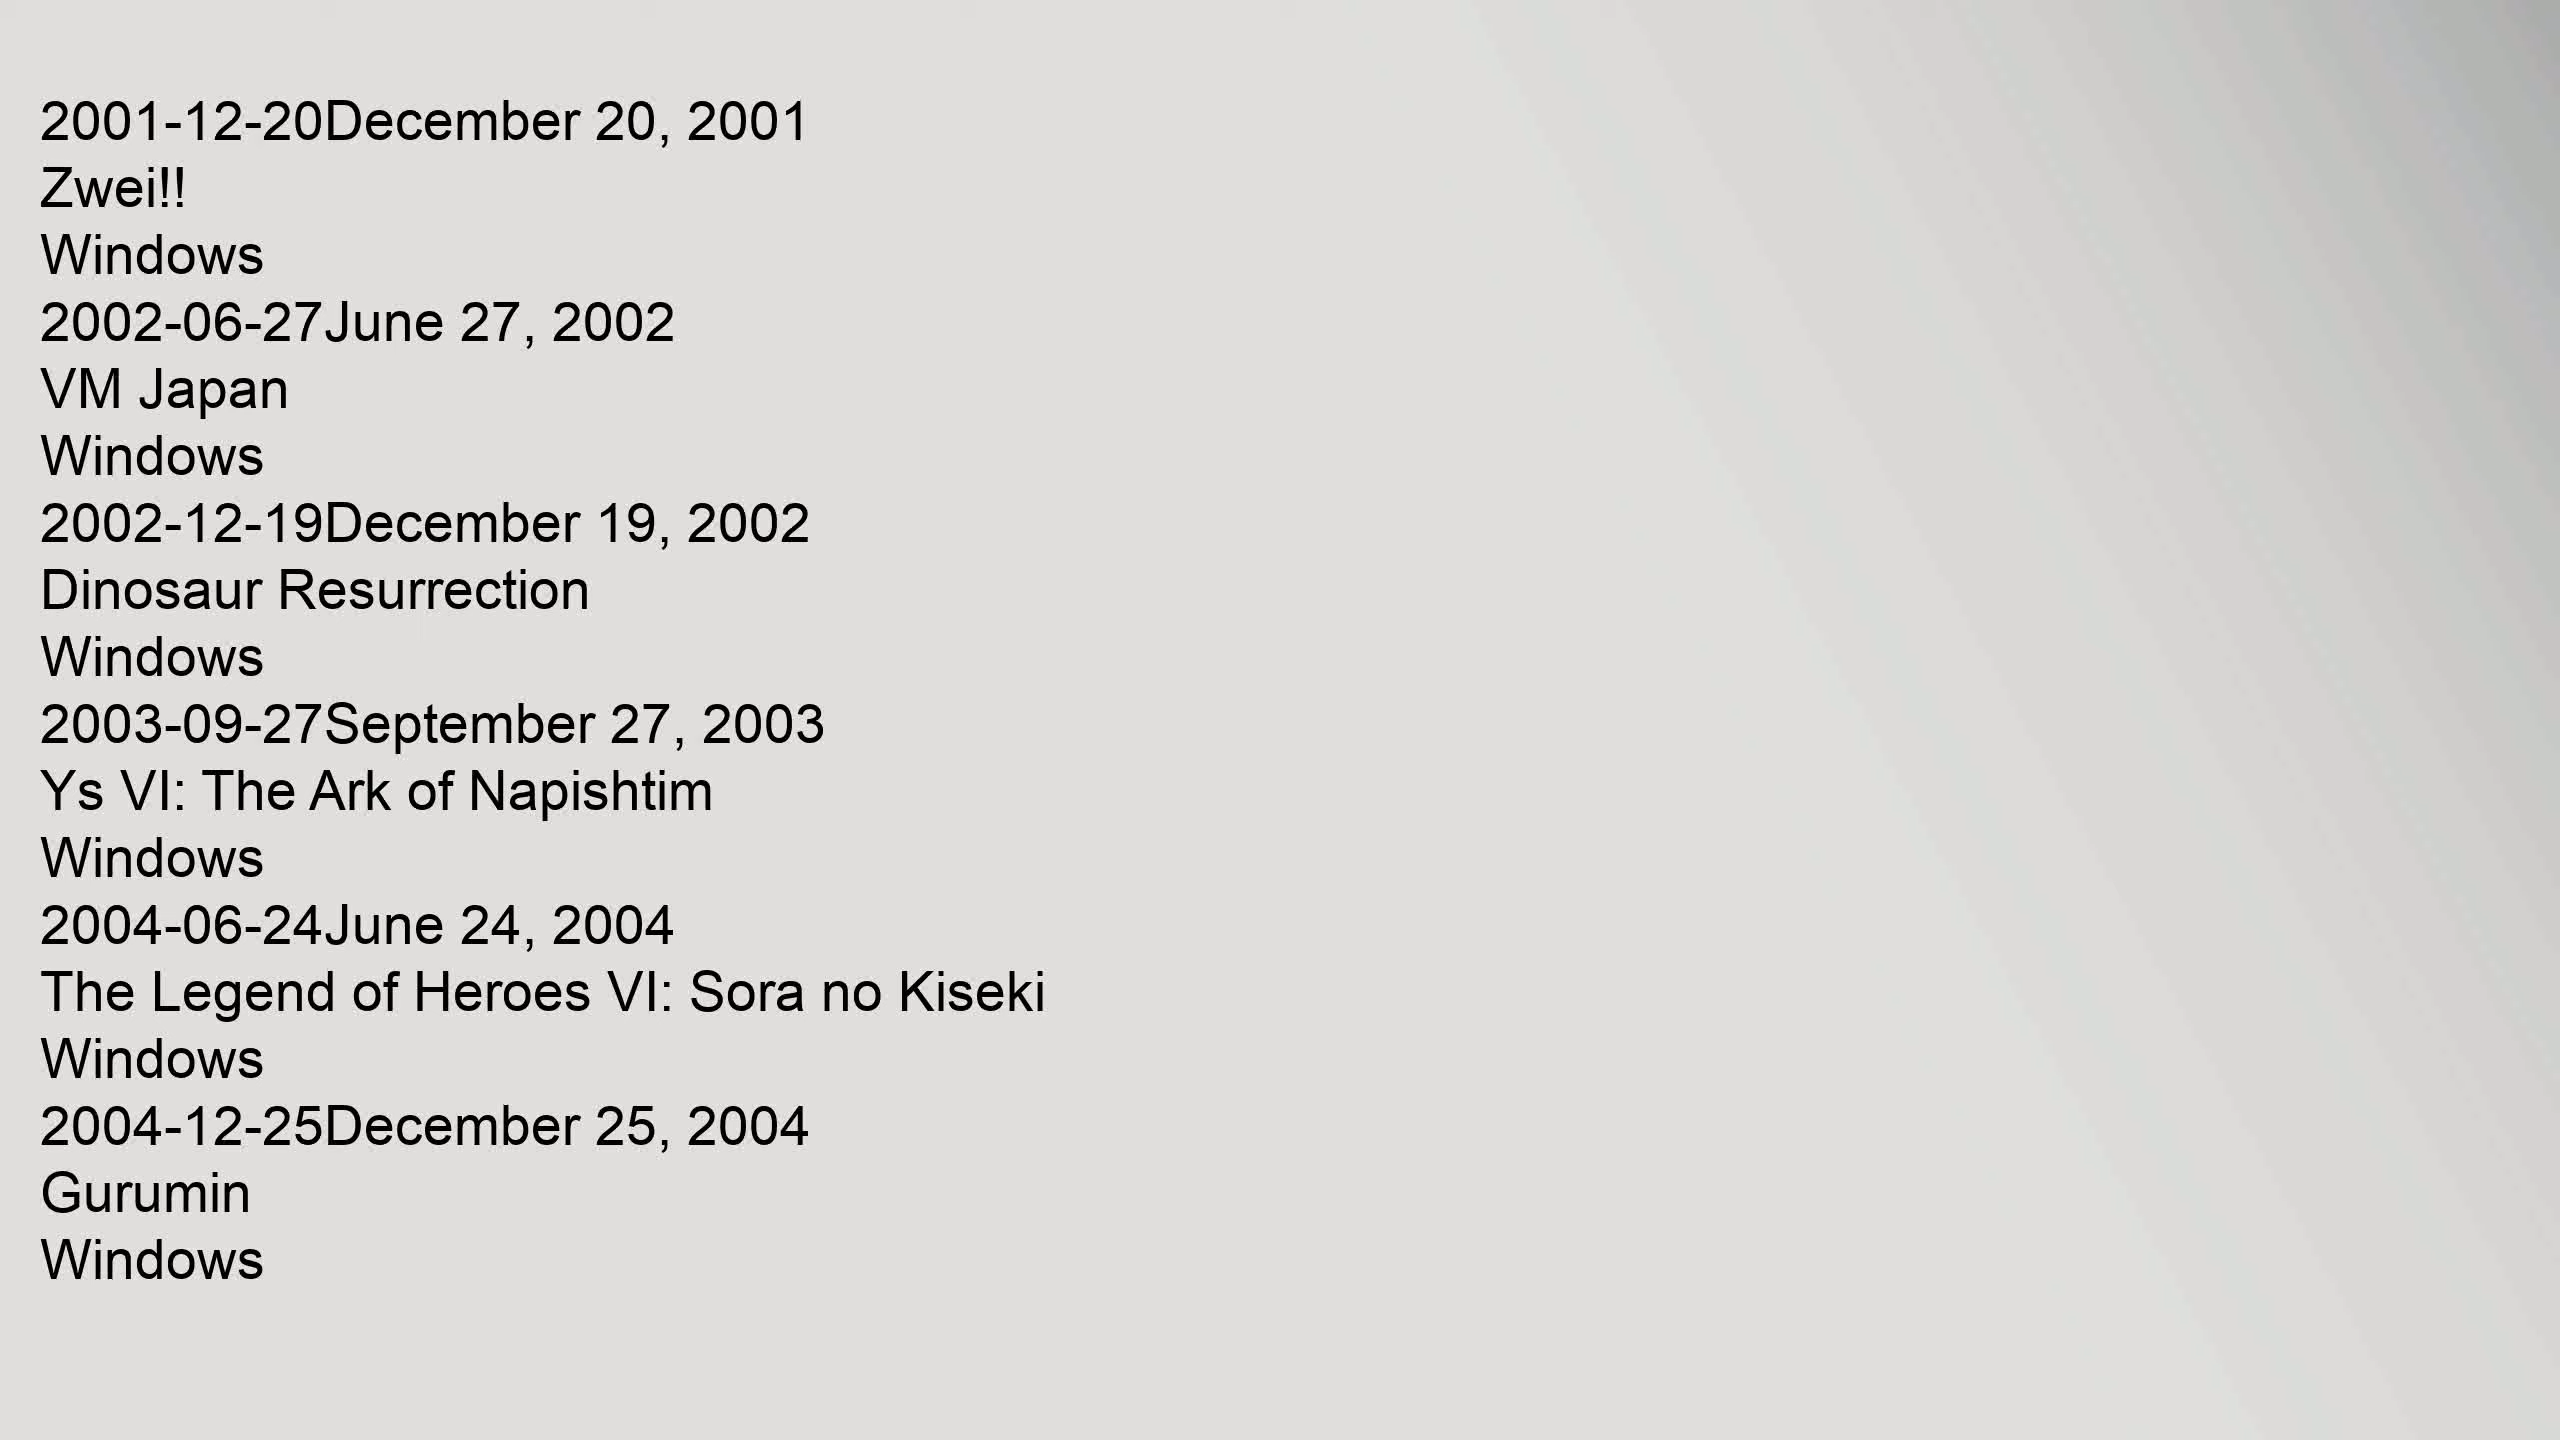 2001-12-20December 20, 2001
Zwei!!
Windows
2002-06-27June 27, 2002
VM Japan
Windows
2002-12-19December 19, 2002
Dinosaur Resurrection
Windows
2003-09-27September 27, 2003
Ys VI: The Ark of Napishtim
Windows
2004-06-24June 24, 2004
The Legend of Heroes VI: Sora no Kiseki
Windows
2004-12-25December 25, 2004
Gurumin
Windows